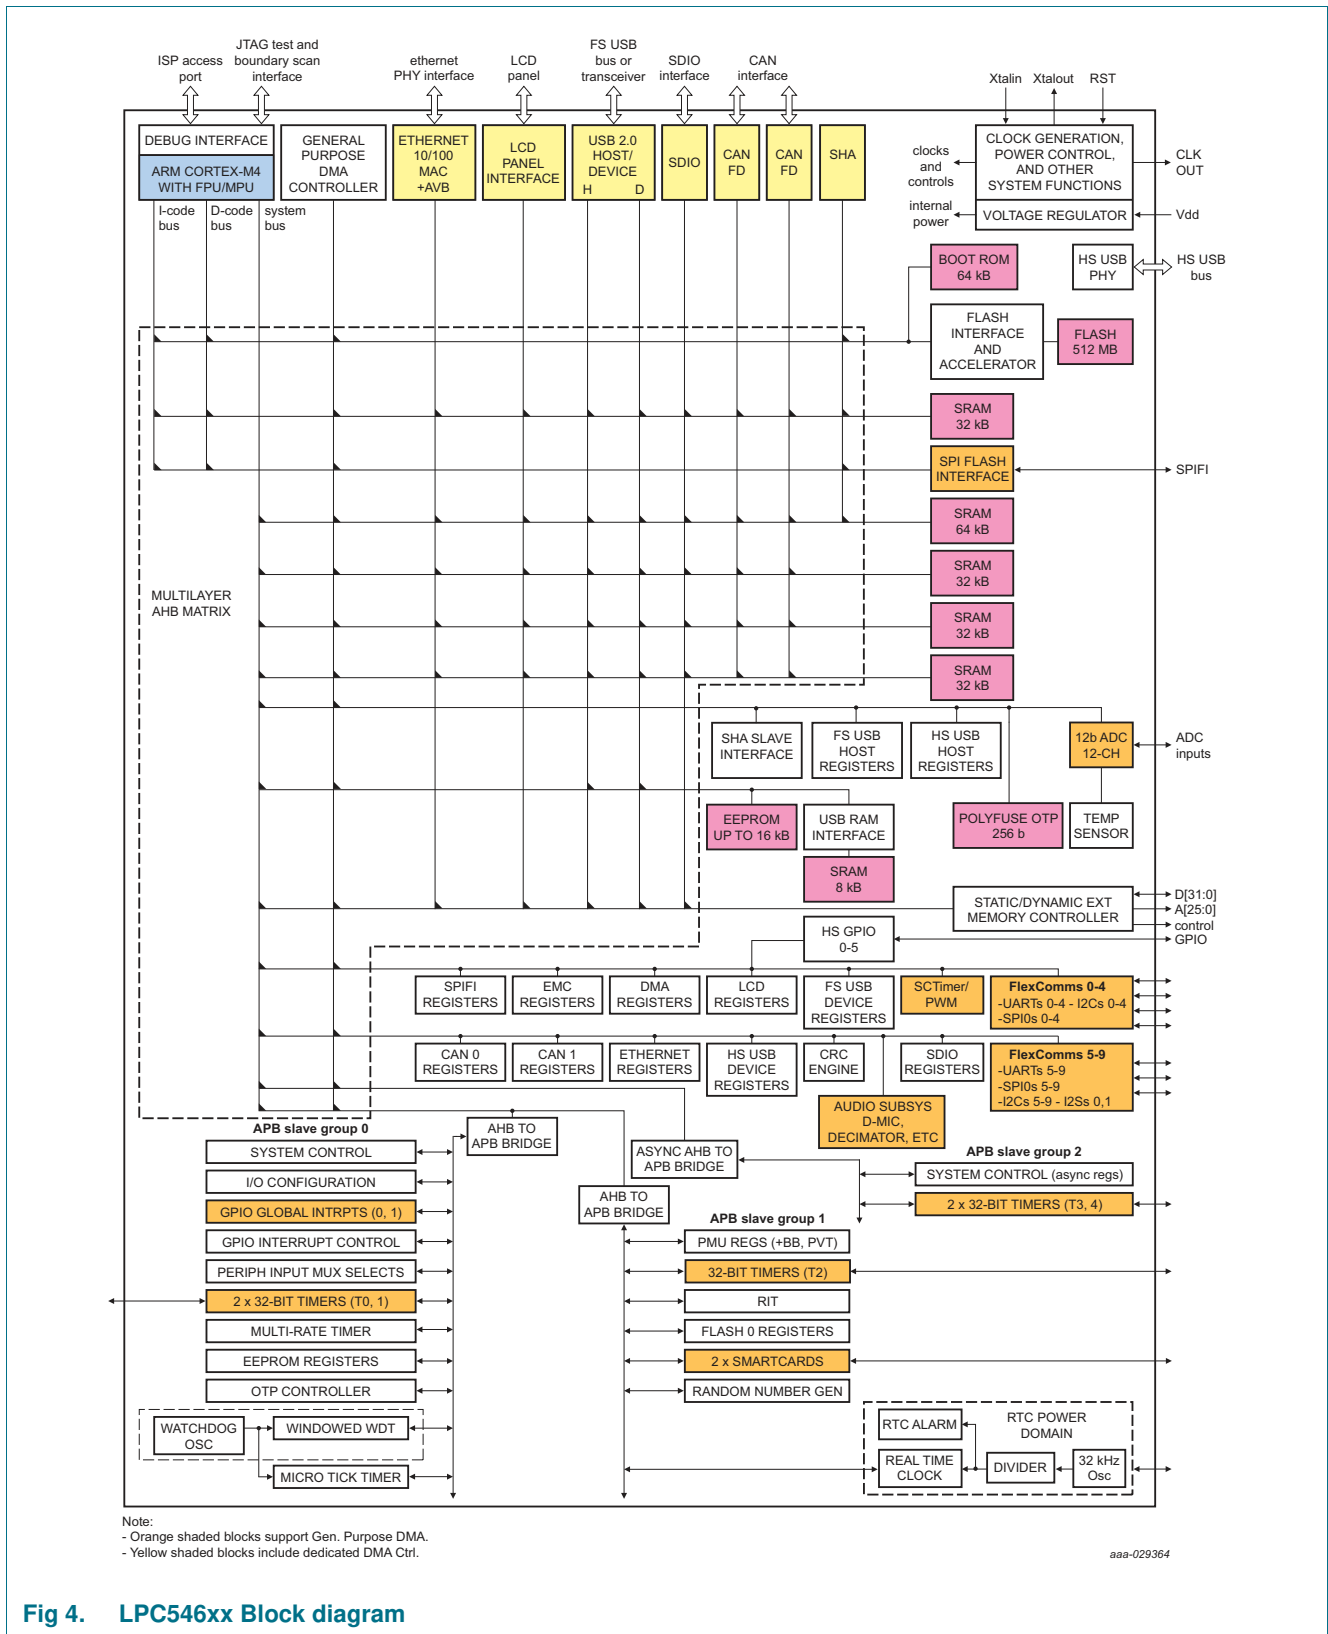 ISP access
port
JTAG test and
boundary scan
interface
ethernet
PHY interface
LCD
panel
FS USB
bus or
transceiver
SDIO
interface
CAN
interface
Xtalin
Xtalout
RST
DEBUG INTERFACE
ARM CORTEX-M4
WITH FPU/MPU
GENERAL
PURPOSE
DMA
CONTROLLER
ETHERNET
10/100
MAC
+AVB
LCD
PANEL
INTERFACE
USB 2.0
HOST/
DEVICE
H D
SDIO
CAN
FD
CAN
FD
SHA
clocks
and
controls
CLOCK GENERATION,
POWER CONTROL,
AND OTHER
SYSTEM FUNCTIONS
CLK
OUT
internal
power
VOLTAGE REGULATOR
Vdd
I-code
bus
D-code
bus
system
bus
BOOT ROM
64 kB
HS USB
PHY
HS USB
bus
FLASH
INTERFACE
AND
ACCELERATOR
FLASH
512 MB
SRAM
32 kB
SPI FLASH
INTERFACE
SPIFI
SRAM
64 kB
SRAM
32 kB
MULTILAYER
AHB MATRIX
SRAM
32 kB
SRAM
32 kB
SHA SLAVE
INTERFACE
FS USB
HOST
REGISTERS
HS USB
HOST
REGISTERS
12b ADC
12-CH
ADC
inputs
EEPROM
UP TO 16 kB
USB RAM
INTERFACE
POLYFUSE OTP
256 b
TEMP
SENSOR
SRAM
8 kB
STATIC/DYNAMIC EXT
MEMORY CONTROLLER
D[31:0]
A[25:0]
control
GPIO
HS GPIO
0-5
SPIFI
REGISTERS
EMC
REGISTERS
DMA
REGISTERS
LCD
REGISTERS
FS USB
DEVICE
REGISTERS
SCTimer/
PWM
FlexComms 0-4
-UARTs 0-4 - I2Cs 0-4
-SPI0s 0-4
CAN 0
REGISTERS
CAN 1
REGISTERS
ETHERNET
REGISTERS
HS USB
DEVICE
REGISTERS
CRC
ENGINE
SDIO
REGISTERS
FlexComms 5-9
-UARTs 5-9
-SPI0s 5-9
-I2Cs 5-9 - I2Ss 0,1
AUDIO SUBSYS
D-MIC,
DECIMATOR, ETC
APB slave group 0
AHB TO
APB BRIDGE
ASYNC AHB TO
APB BRIDGE
APB slave group 2
SYSTEM CONTROL
SYSTEM CONTROL (async regs)
I/O CONFIGURATION
AHB TO
APB BRIDGE
2 x 32-BIT TIMERS (T3, 4)
GPIO GLOBAL INTRPTS (0, 1)
APB slave group 1
GPIO INTERRUPT CONTROL
PMU REGS (+BB, PVT)
PERIPH INPUT MUX SELECTS
32-BIT TIMERS (T2)
2 x 32-BIT TIMERS (T0, 1)
RIT
MULTI-RATE TIMER
FLASH 0 REGISTERS
EEPROM REGISTERS
2 x SMARTCARDS
OTP CONTROLLER
RANDOM NUMBER GEN
WATCHDOG
OSC
WINDOWED WDT
RTC ALARM
RTC POWER
DOMAIN
MICRO TICK TIMER
REAL TIME
CLOCK
DIVIDER
32 kHz
Osc
Note:
- Orange shaded blocks support Gen. Purpose DMA.
- Yellow shaded blocks include dedicated DMA Ctrl.
aaa-029364
Fig 4. LPC546xx Block diagram